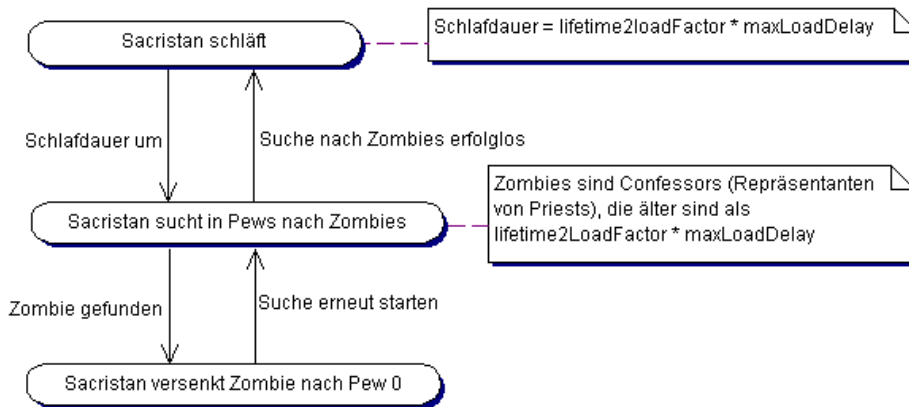 Sacristan schläft
Schlafdauer = lifetime2loadFactor * maxLoadDelay
Schlafdauer um
Suche nach Zombies erfolglos
Zombies sind Confessors (Repräsentanten
von Priests), die älter sind als
lifetime2LoadFactor * maxLoadDelay
Sacristan sucht in Pews nach Zombies
Zombie gefunden
Suche erneut starten
Sacristan versenkt Zombie nach Pew 0